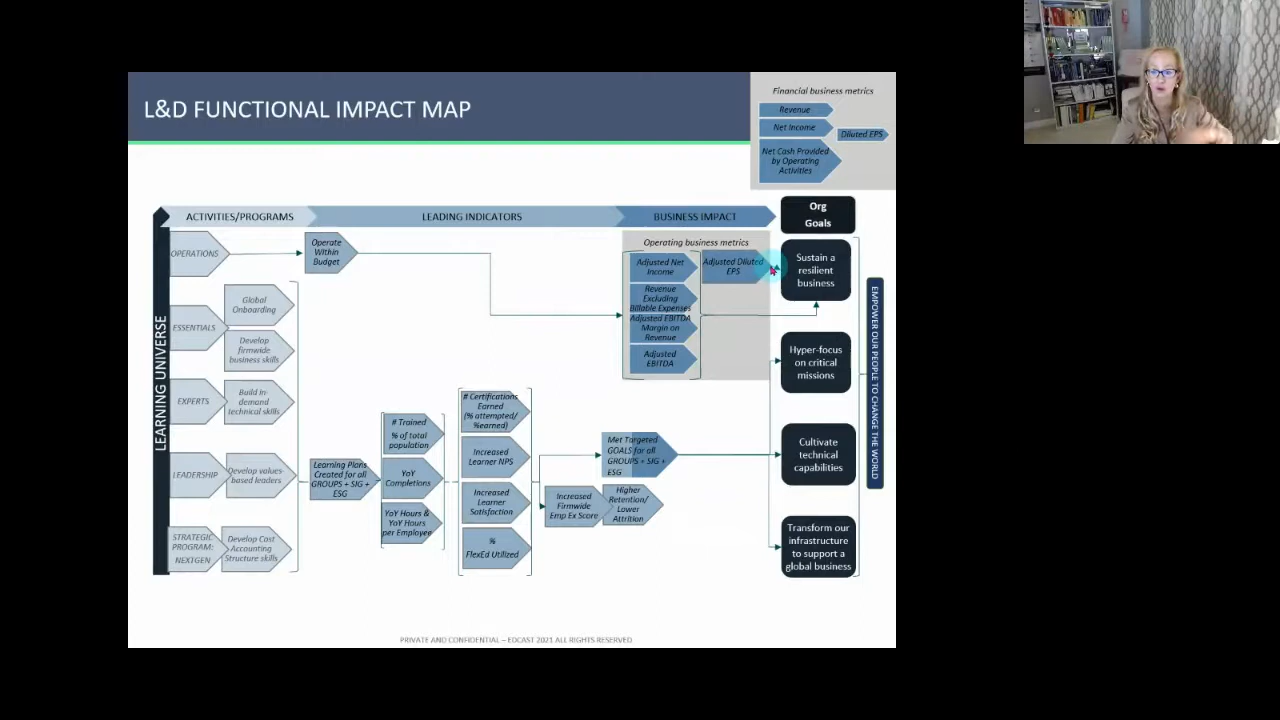 L&D FUNCTIONAL IMPACT MAP
Financial business metrics
Revenue
Net Income
Diluted EPS
Net Cash Provided
by Operating
Activities
ACTIVITIES/PROGRAMS
LEADING INDICATORS
BUSINESS IMPACT
Org
Goals
LEARNING UNIVERSE
OPERATIONS
Operate
Within
Budget
Operating business metrics
Adjusted Net
Income
Adjusted Diluted
EPS
Revenue
Excluding
Billable Expenses
Adjusted EBITDA
Margin on
Revenue
Adjusted
EBITDA
Sustain a
resilient
business
ESSENTIALS
Global
Onboarding
Develop
firmwide
business skills
Hyper-focus
on critical
missions
EXPERTS
Build In-
demand
technical skills
LEADERSHIP
Develop values-
based leaders
Learning Plans
Created for all
GROUPS + SIG +
ESG
# Trained
% of total
population
YoY
Completions
YoY Hours &
YoY Hours
per Employee
# Certifications
Earned
(% attempted/
%earned)
Increased
Learner NPS
Increased
Learner
Satisfaction
%
FlexEd Utilized
Met Targeted
GOALS for all
GROUPS + SIG +
ESG
Increased
Firmwide
Emp Ex Score
Higher
Retention/
Lower
Attrition
Cultivate
technical
capabilities
STRATEGIC
PROGRAM:
NEXTGEN
Develop Cost
Accounting
Structure skills
Transform our
infrastructure
to support a
global business
EMPOWER OUR PEOPLE TO CHANGE THE WORLD
PRIVATE AND CONFIDENTIAL – EOCAST 2021 ALL RIGHTS RESERVED